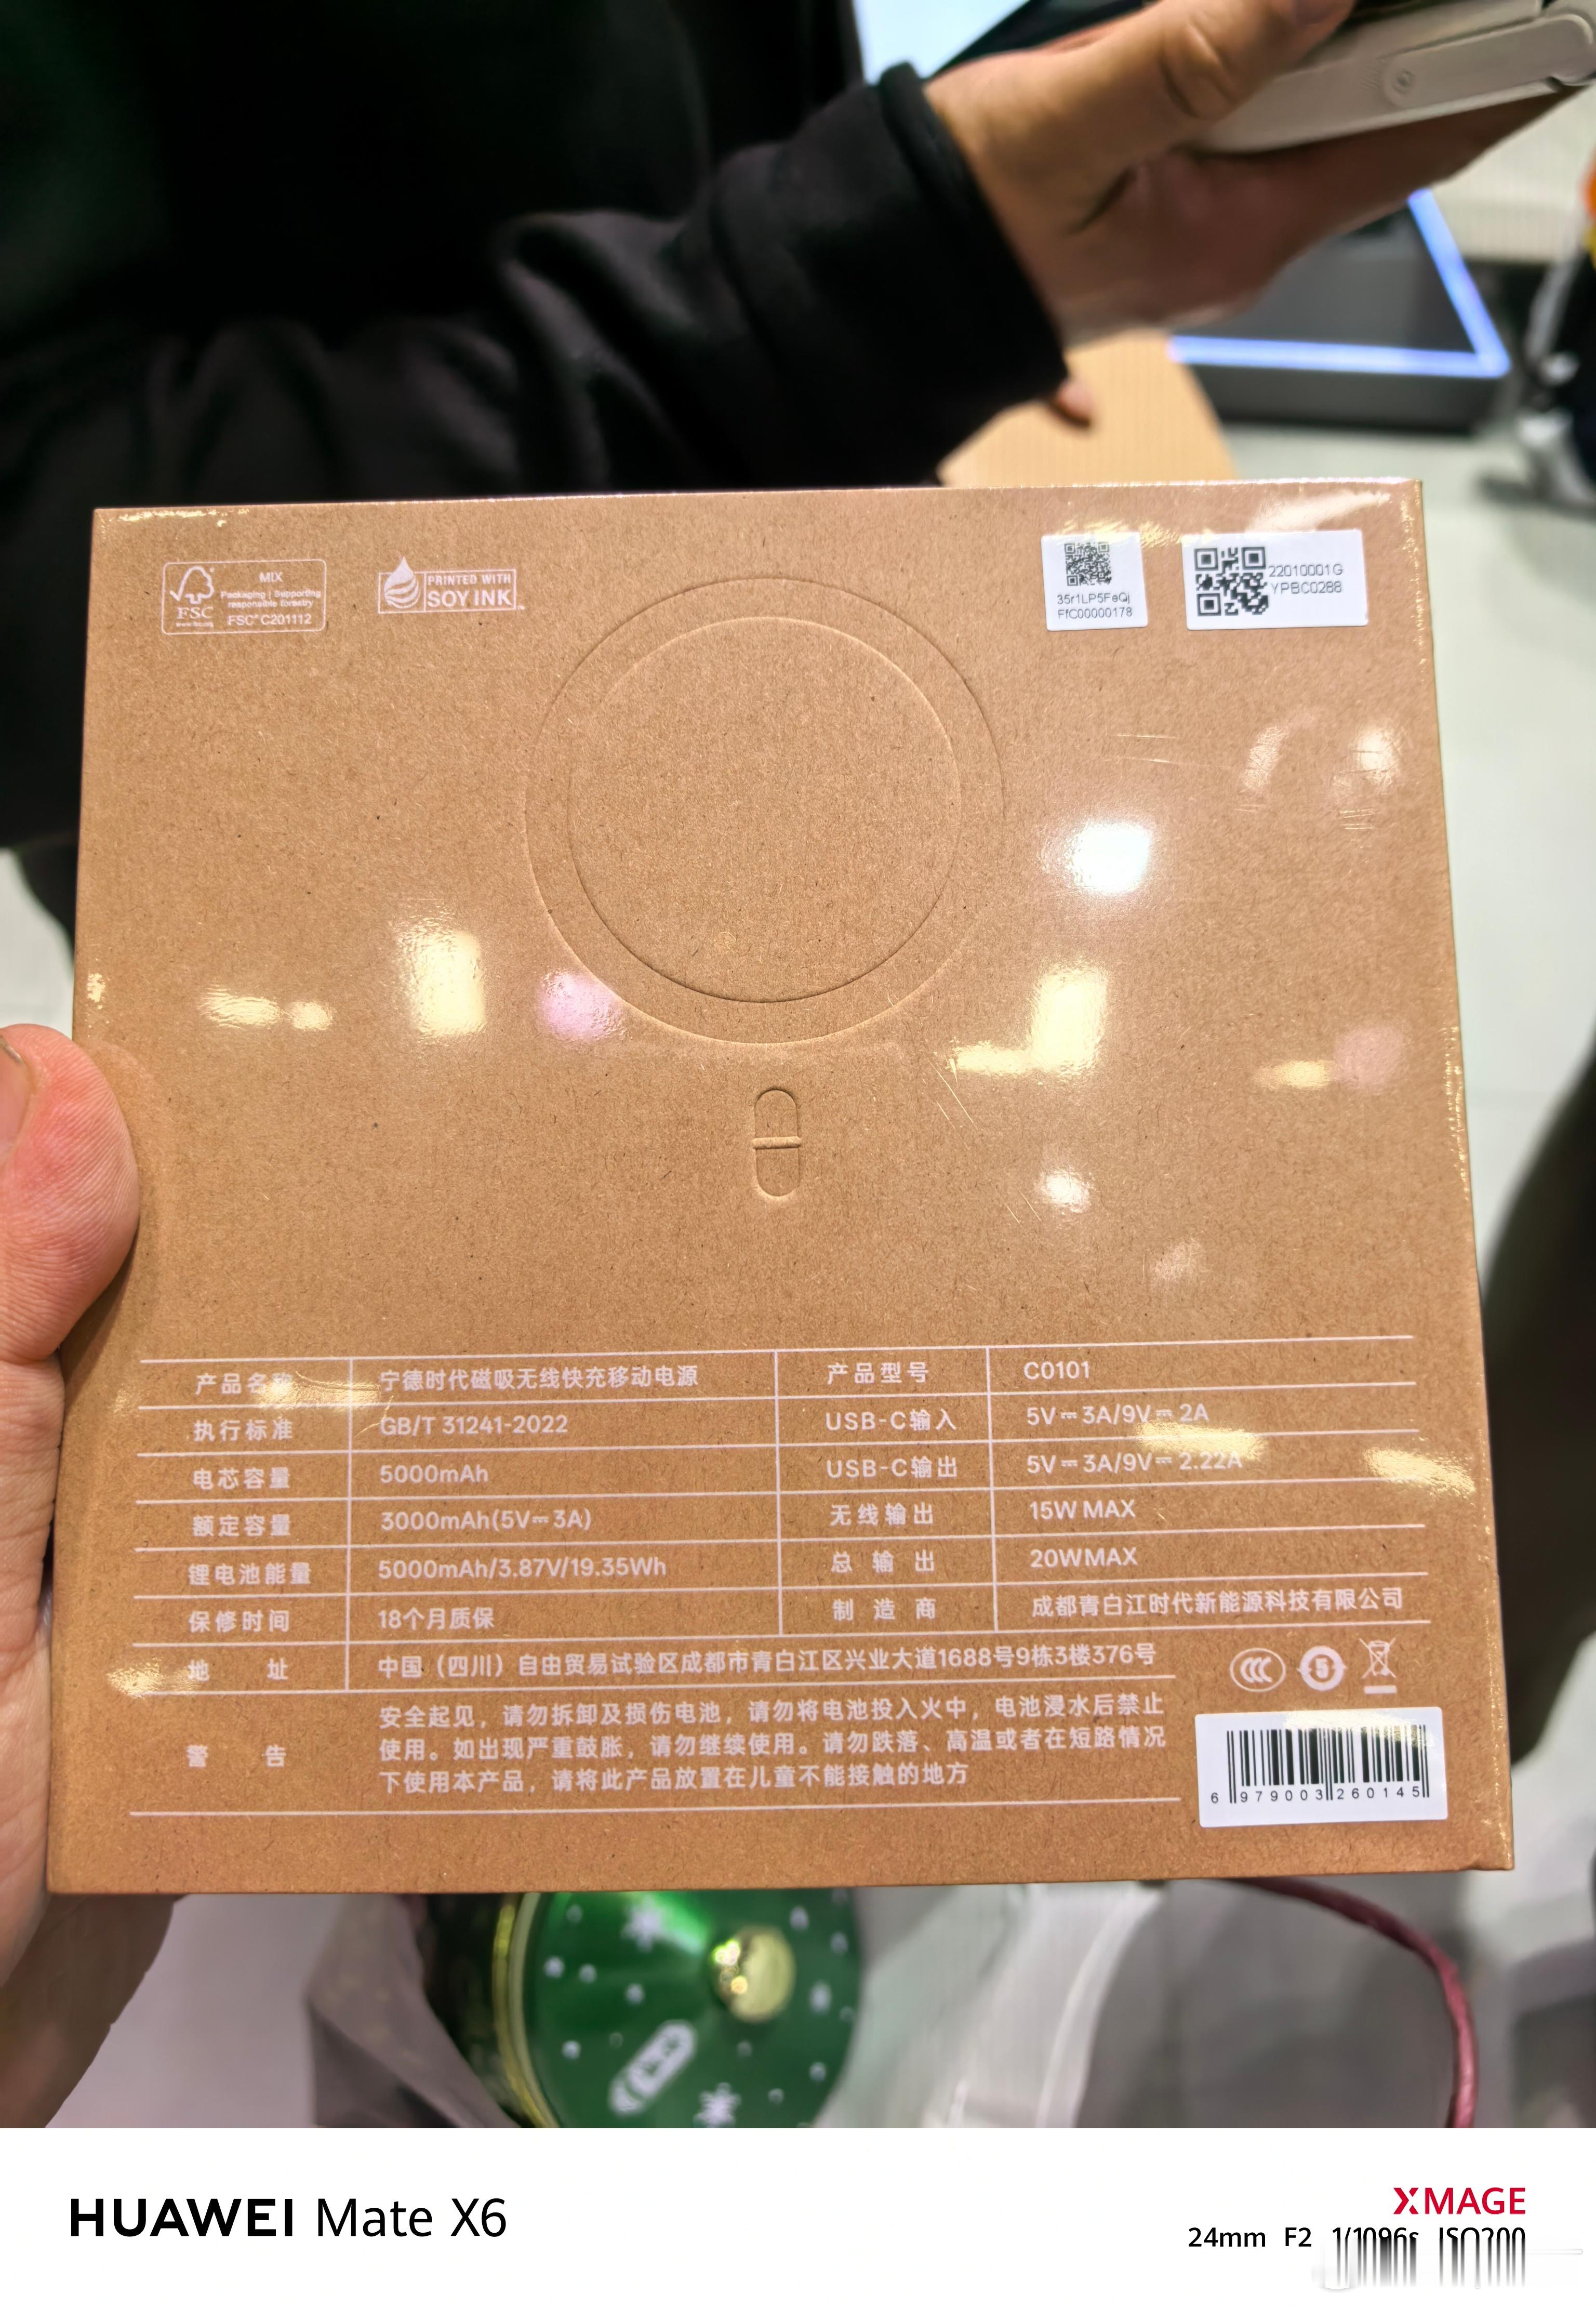 MIX
Packaging | Supporting
responsible forestry
FSC
www.fsc.org
FSC® C201112
PRINTED WITH
SOY INK
35r1LP5FeQj
FfC00000178
22010001G
YPBC0288
产品名称 宁德时代磁吸无线快充移动电源 产品型号 C0101
执行标准 GB/T 31241-2022 USB-C输入 5V⎓3A/9V⎓2A
电芯容量 5000mAh USB-C输出 5V⎓3A/9V⎓2.22A
额定容量 3000mAh(5V⎓3A) 无线输出 15W MAX
锂电池能量 5000mAh/3.87V/19.35Wh 总输出 20WMAX
保修时间 18个月质保 制造商 成都青白江时代新能源科技有限公司
地址 中国（四川）自由贸易试验区成都市青白江区兴业大道1688号9栋3楼376号
CCC
5
警告 安全起见，请勿拆卸及损伤电池，请勿将电池投入火中，电池浸水后禁止
使用。如出现严重鼓胀，请勿继续使用。请勿跌落、高温或者在短路情况
下使用本产品，请将此产品放置在儿童不能接触的地方
6 979003 260145
HUAWEI Mate X6
XMAGE
24mm F2 1/1096s ISO200